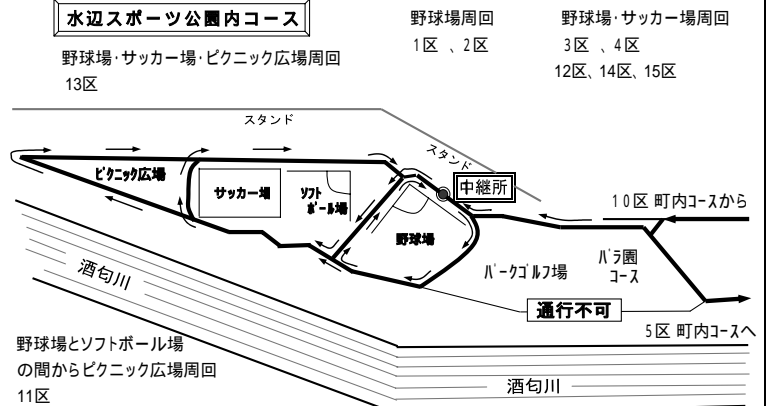 水辺スポーツ公園内コース
野球場･サッカー場･ピクニック広場周回
13区
野球場周回
1区 、2区
野球場･サッカー場周回
3区 、4区
12区、14区、15区
スタンド
スタンド
中継所
ﾋﾟｸﾆｯｸ広場
サッカー場
ｿﾌﾄ
ﾎﾞｰﾙ場
野球場
10区 町内ｺｰｽから
ﾊﾟｰｸｺﾞﾙﾌ場
ﾊﾞﾗ園
ｺｰｽ
通行不可
5区 町内ｺｰｽへ
酒匂川
野球場とソフトボール場
の間からピクニック広場周回
11区
酒匂川